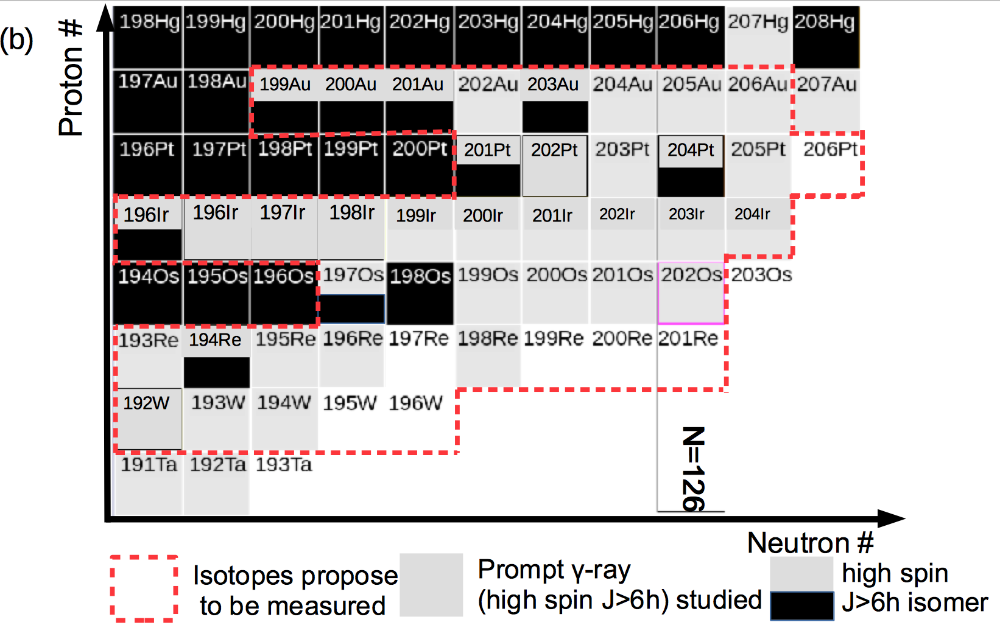 (b)
Proton #
198Hg 199Hg 200Hg 201Hg 202Hg 203Hg 204Hg 205Hg 206Hg 207Hg 208Hg
197Au 198Au 199Au 200Au 201Au 202Au 203Au 204Au 205Au 206Au 207Au
196Pt 197Pt 198Pt 199Pt 200Pt 201Pt 202Pt 203Pt 204Pt 205Pt 206Pt
196Ir 196Ir 197Ir 198Ir 199Ir 200Ir 201Ir 202Ir 203Ir 204Ir
194Os 195Os 196Os 197Os 198Os 199Os 200Os 201Os 202Os 203Os
193Re 194Re 195Re 196Re 197Re 198Re 199Re 200Re 201Re
192W 193W 194W 195W 196W
191Ta 192Ta 193Ta
N=126
Neutron #
Isotopes propose
to be measured
Prompt γ-ray
(high spin J>6h) studied
high spin
J>6h isomer